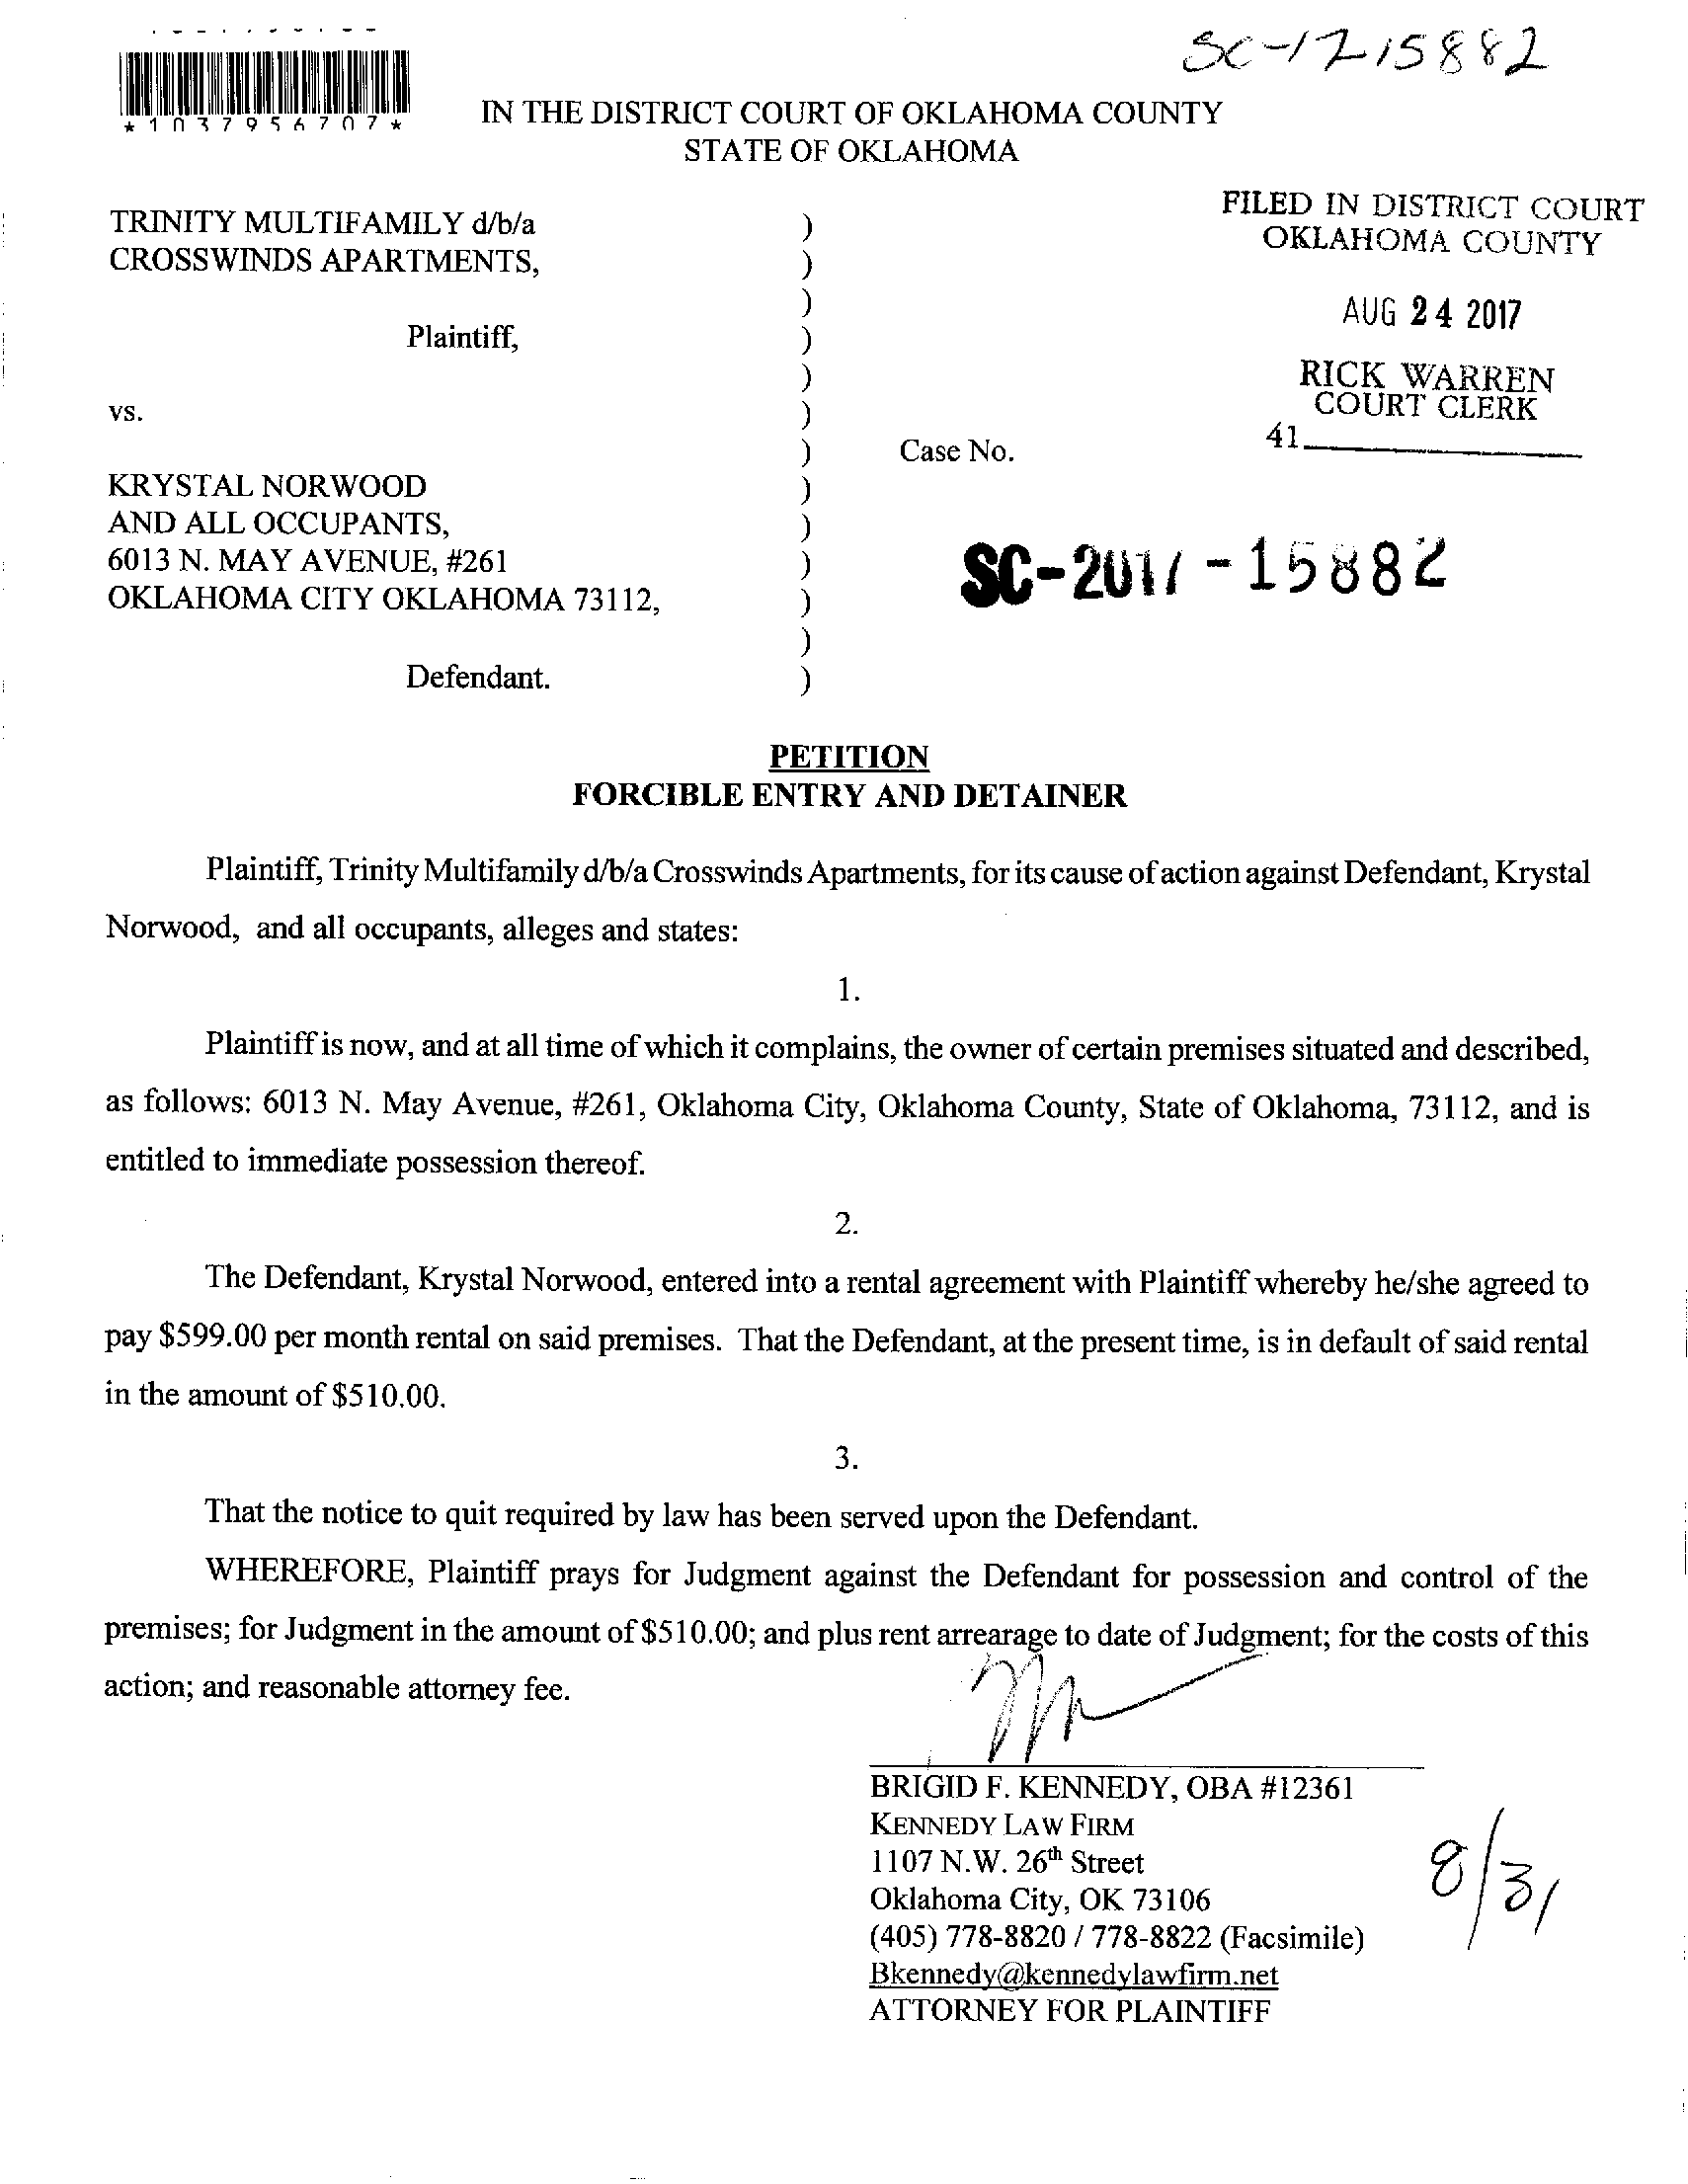 SC-17-15882
*1037956707*
IN THE DISTRICT COURT OF OKLAHOMA COUNTY
STATE OF OKLAHOMA
FILED IN DISTRICT COURT
OKLAHOMA COUNTY
AUG 24 2017
RICK WARREN
COURT CLERK
41
TRINITY MULTIFAMILY d/b/a )
CROSSWINDS APARTMENTS, )
)
Plaintiff, )
)
vs. )
) Case No.
KRYSTAL NORWOOD )
AND ALL OCCUPANTS, )
6013 N. MAY AVENUE, #261 ) SC-2017-15882
OKLAHOMA CITY OKLAHOMA 73112, )
)
Defendant. )
PETITION
FORCIBLE ENTRY AND DETAINER
Plaintiff, Trinity Multifamily d/b/a Crosswinds Apartments, for its cause of action against Defendant, Krystal
Norwood, and all occupants, alleges and states:
1.
Plaintiff is now, and at all time of which it complains, the owner of certain premises situated and described,
as follows: 6013 N. May Avenue, #261, Oklahoma City, Oklahoma County, State of Oklahoma, 73112, and is
entitled to immediate possession thereof.
2.
The Defendant, Krystal Norwood, entered into a rental agreement with Plaintiff whereby he/she agreed to
pay $599.00 per month rental on said premises. That the Defendant, at the present time, is in default of said rental
in the amount of $510.00.
3.
That the notice to quit required by law has been served upon the Defendant.
WHEREFORE, Plaintiff prays for Judgment against the Defendant for possession and control of the
premises; for Judgment in the amount of $510.00; and plus rent arrearage to date of Judgment; for the costs of this
action; and reasonable attorney fee.
BRIGID F. KENNEDY, OBA #12361
KENNEDY LAW FIRM
1107 N.W. 26th Street
Oklahoma City, OK 73106
(405) 778-8820 / 778-8822 (Facsimile)
Bkennedy@kennedylawfirm.net
ATTORNEY FOR PLAINTIFF
8/31